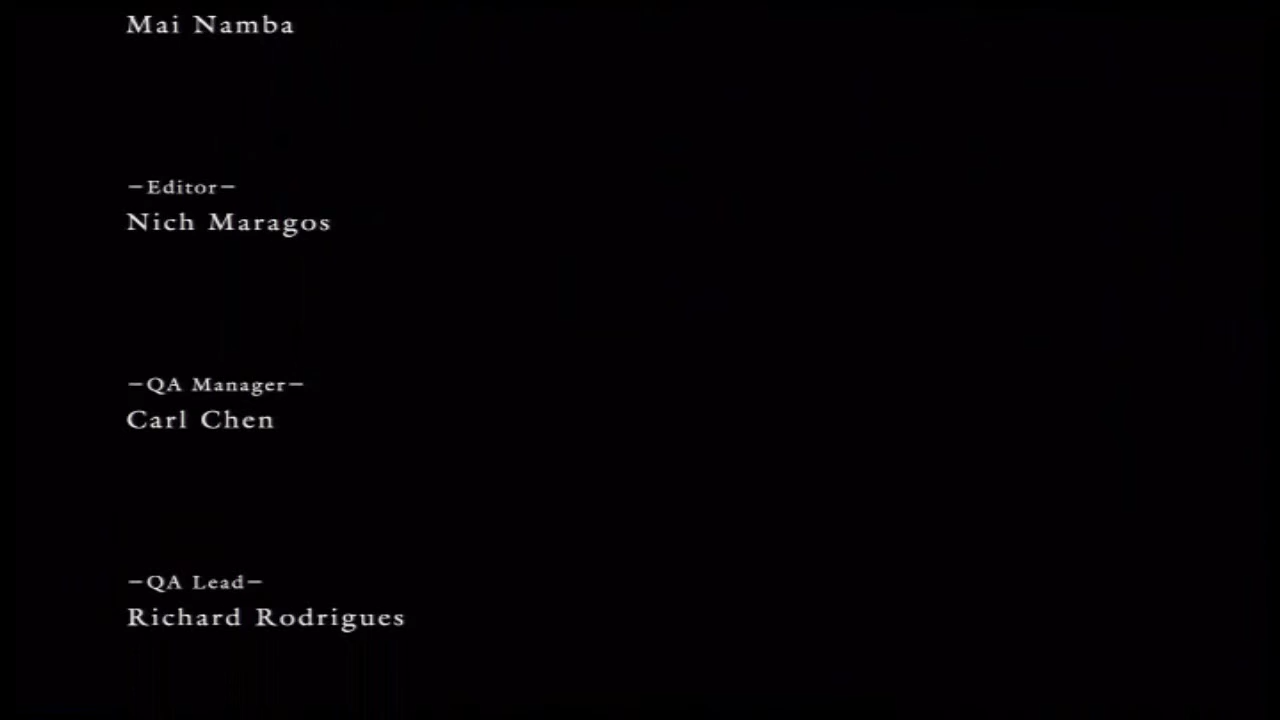 Mai Namba
-Editor-
Nich Maragos
-QA Manager-
Carl Chen
-QA Lead-
Richard Rodrigues